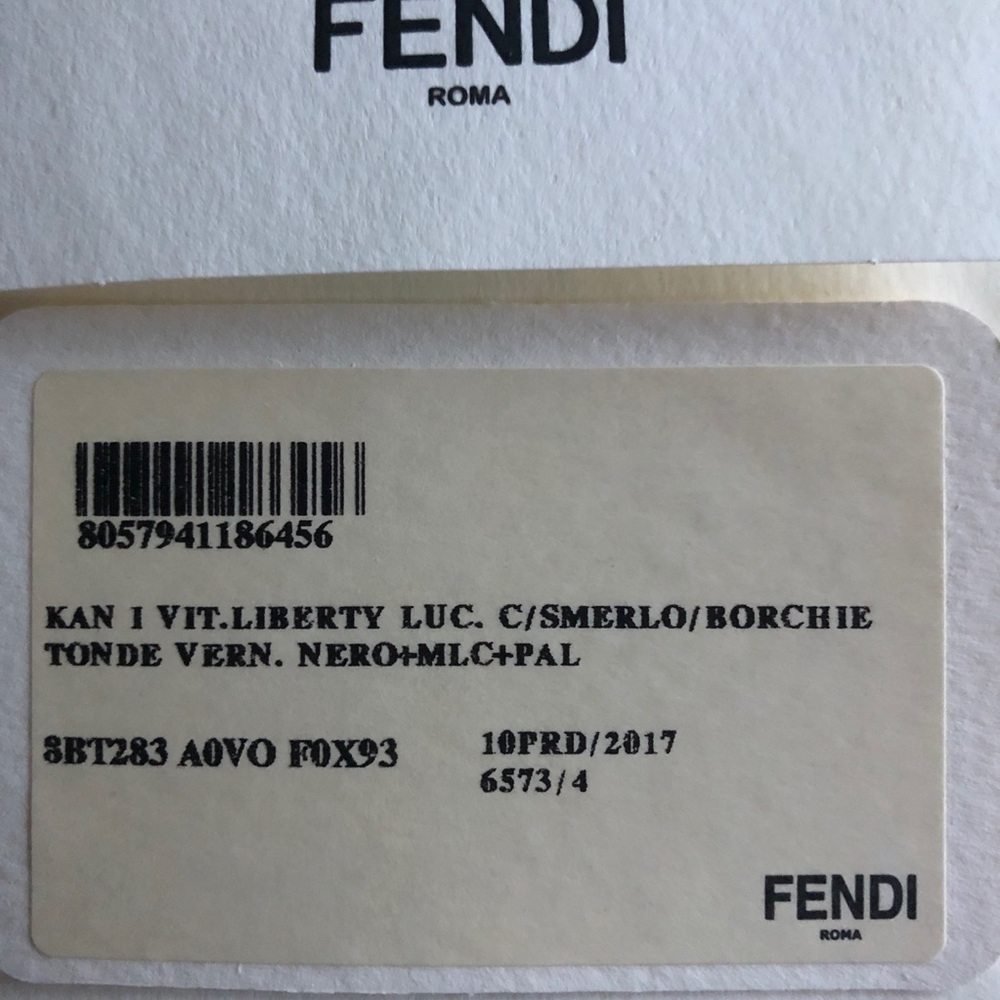 FENDI
ROMA
8057941186456
KAN I VIT.LIBERTY LUC. C/SMERLO/BORCHIE
TONDE VERN. NERO+MLC+PAL
8BT283 A0VO F0X93
10PRD/2017
6573/4
FENDI
ROMA